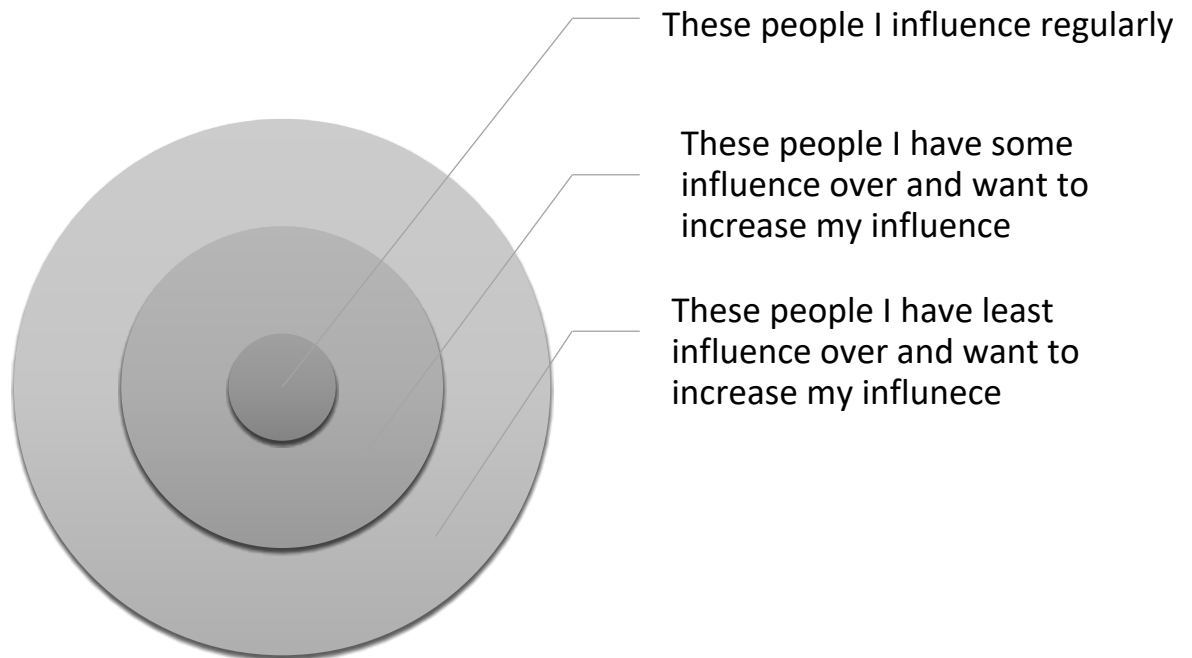 These people I influence regularly
These people I have some
influence over and want to
increase my influence
These people I have least
influence over and want to
increase my influnece